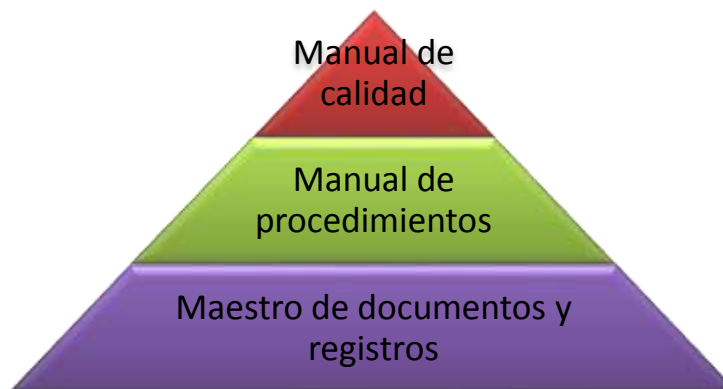 Manual de
calidad
Manual de
procedimientos
Maestro de documentos y
registros